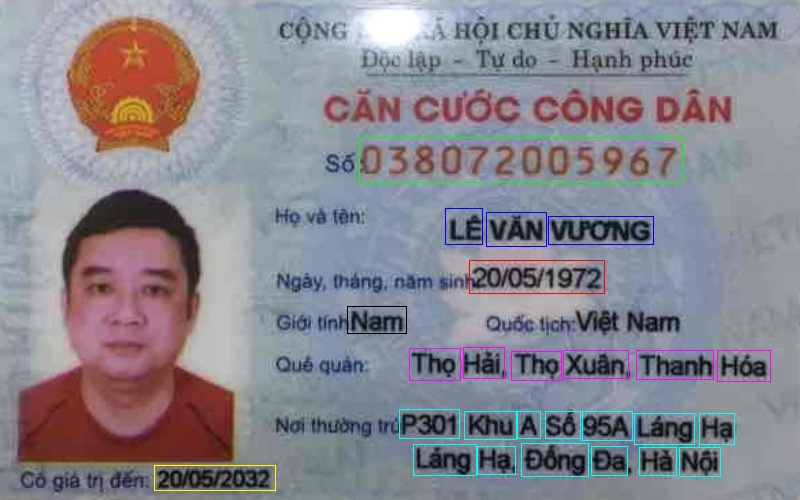 CỘNG XÃ HỘI CHỦ NGHĨA VIỆT NAM
Độc lập - Tự do - Hạnh phúc
CĂN CƯỚC CÔNG DÂN
Số 038072005967
Họ và tên:
LÊ VĂN VƯƠNG
Ngày, tháng, năm sinh 20/05/1972
Giới tính Nam Quốc tịch: Việt Nam
Quê quán: Thọ Hải, Thọ Xuân, Thanh Hóa
Nơi thường trú P301 Khu A Số 95A Láng Hạ
Láng Hạ, Đống Đa, Hà Nội
Có giá trị đến: 20/05/2032